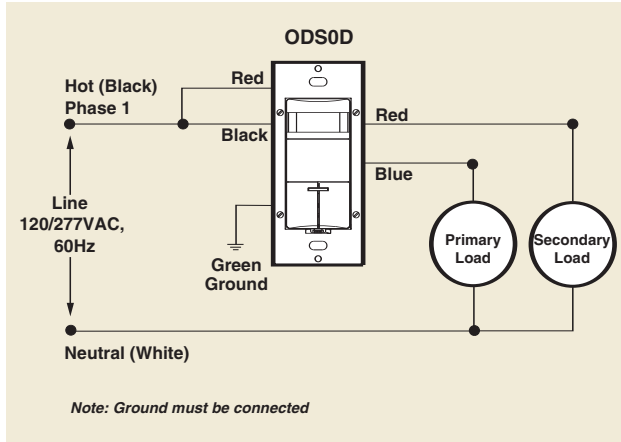 ODS0D
Hot (Black)
Phase 1
Red
Black
Red
Blue
Line
120/277VAC,
60Hz
Green
Ground
Primary
Load
Secondary
Load
Neutral (White)
Note: Ground must be connected